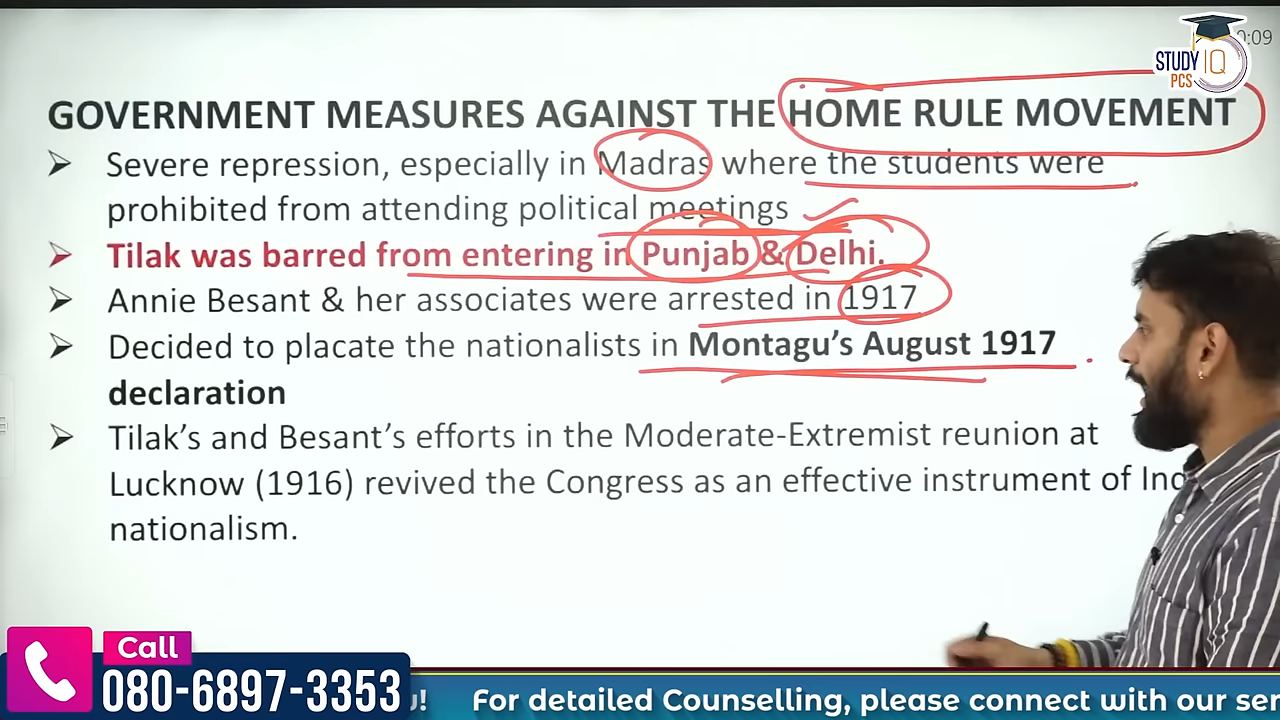 0:09
STUDY IQ
PCS
GOVERNMENT MEASURES AGAINST THE HOME RULE MOVEMENT
➢ Severe repression, especially in Madras where the students were
prohibited from attending political meetings
➢ Tilak was barred from entering in Punjab & Delhi.
➢ Annie Besant & her associates were arrested in 1917
➢ Decided to placate the nationalists in Montagu's August 1917
declaration
➢ Tilak's and Besant's efforts in the Moderate-Extremist reunion at
Lucknow (1916) revived the Congress as an effective instrument of
nationalism.
Call
080-6897-3353
u! For detailed Counselling, please connect with our